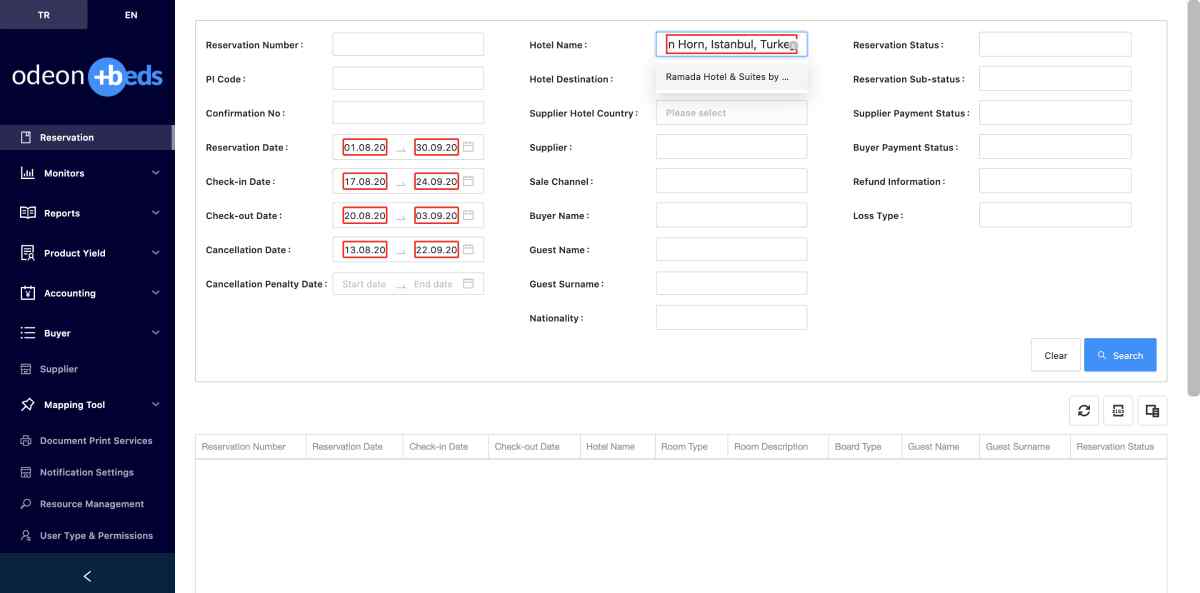 TR
EN
odeon +beds
Reservation
Monitors
Reports
Product Yield
Accounting
Buyer
Supplier
Mapping Tool
Document Print Services
Notification Settings
Resource Management
User Type & Permissions
Reservation Number :
PI Code :
Confirmation No :
Reservation Date : 01.08.20 → 30.09.20
Check-in Date : 17.08.20 → 24.09.20
Check-out Date : 20.08.20 → 03.09.20
Cancellation Date : 13.08.20 → 22.09.20
Cancellation Penalty Date : Start date → End date
Hotel Name : n Horn, Istanbul, Turke
Ramada Hotel & Suites by ...
Hotel Destination :
Supplier Hotel Country : Please select
Supplier :
Sale Channel :
Buyer Name :
Guest Name :
Guest Surname :
Nationality :
Reservation Status :
Reservation Sub-status :
Supplier Payment Status :
Buyer Payment Status :
Refund Information :
Loss Type :
Clear
Search
Reservation Number Reservation Date Check-in Date Check-out Date Hotel Name Room Type Room Description Board Type Guest Name Guest Surname Reservation Status